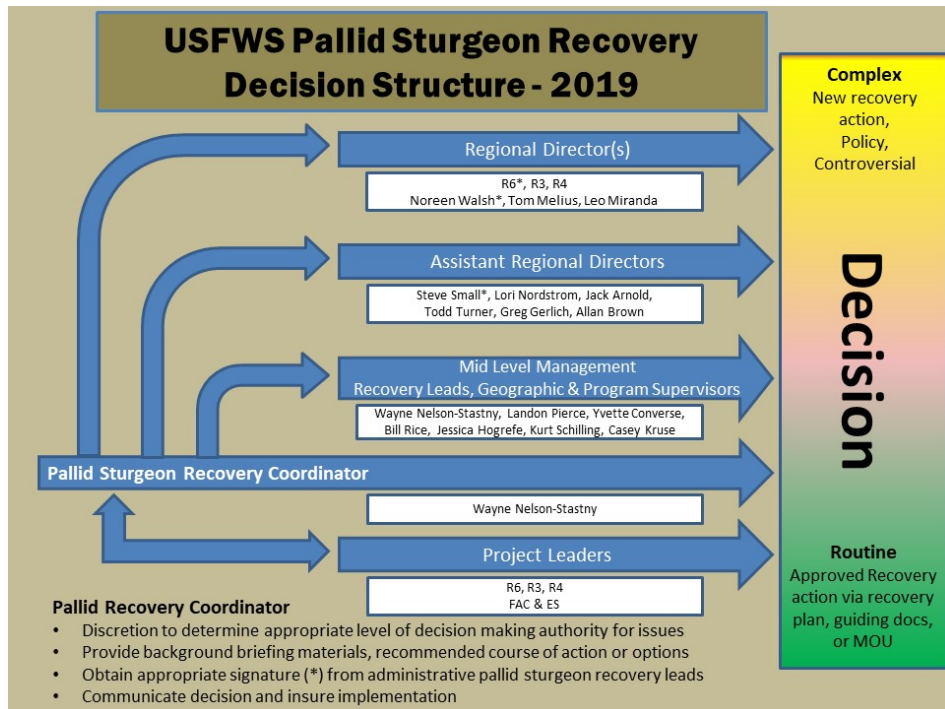 USFWS Pallid Sturgeon Recovery
Decision Structure - 2019
Regional Director(s)
R6*, R3, R4
Noreen Walsh*, Tom Melius, Leo Miranda
Assistant Regional Directors
Steve Small*, Lori Nordstrom, Jack Arnold,
Todd Turner, Greg Gerlich, Allan Brown
Mid Level Management
Recovery Leads, Geographic & Program Supervisors
Wayne Nelson-Stastny, Landon Pierce, Yvette Converse,
Bill Rice, Jessica Hogrefe, Kurt Schilling, Casey Kruse
Pallid Sturgeon Recovery Coordinator
Wayne Nelson-Stastny
Project Leaders
R6, R3, R4
FAC & ES
Complex
New recovery
action,
Policy,
Controversial
Decision
Routine
Approved Recovery
action via recovery
plan, guiding docs,
or MOU
Pallid Recovery Coordinator
• Discretion to determine appropriate level of decision making authority for issues
• Provide background briefing materials, recommended course of action or options
• Obtain appropriate signature (*) from administrative pallid sturgeon recovery leads
• Communicate decision and insure implementation